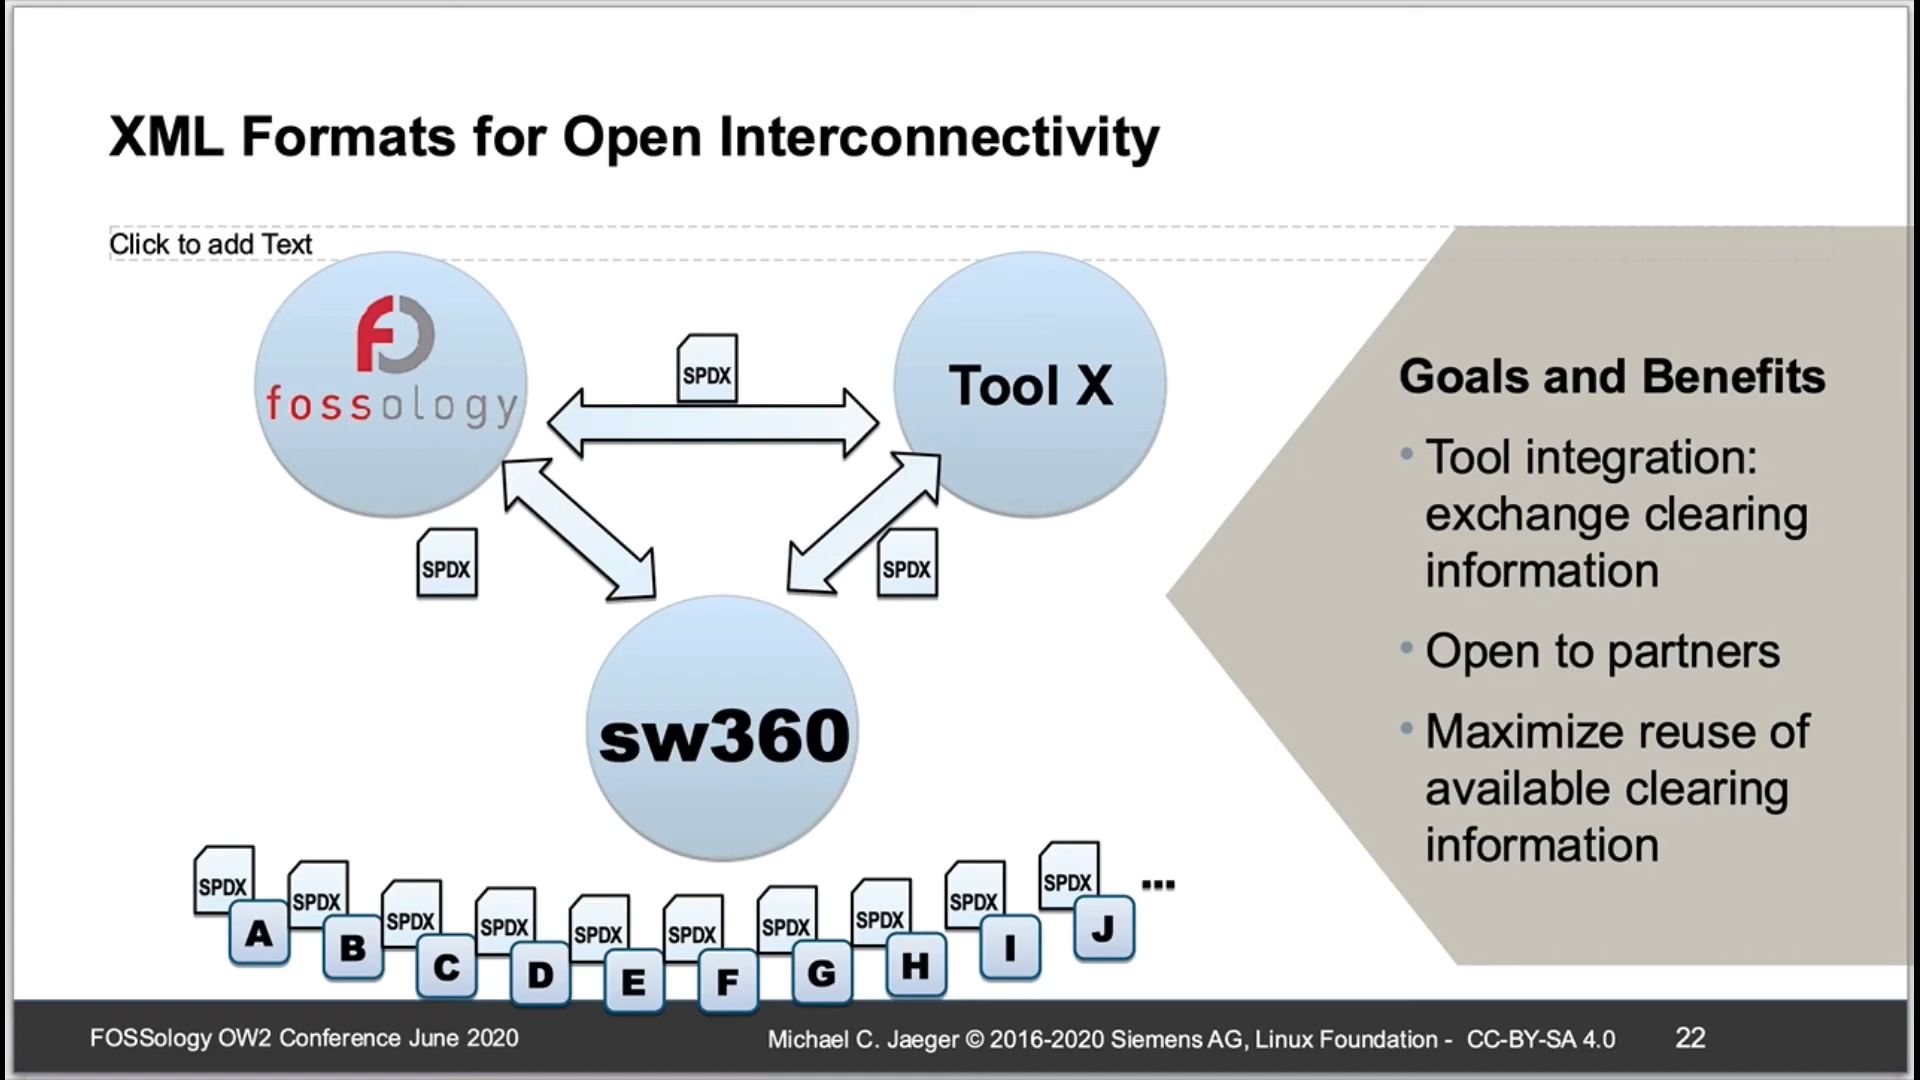 XML Formats for Open Interconnectivity
Click to add Text
fossology
SPDX
Tool X
SPDX
SPDX
sw360
Goals and Benefits
• Tool integration:
exchange clearing
information
• Open to partners
• Maximize reuse of
available clearing
information
SPDX
A
SPDX
B
SPDX
C
SPDX
D
SPDX
E
SPDX
F
SPDX
G
SPDX
H
SPDX
I
SPDX
J
...
FOSSology OW2 Conference June 2020
Michael C. Jaeger © 2016-2020 Siemens AG, Linux Foundation - CC-BY-SA 4.0
22